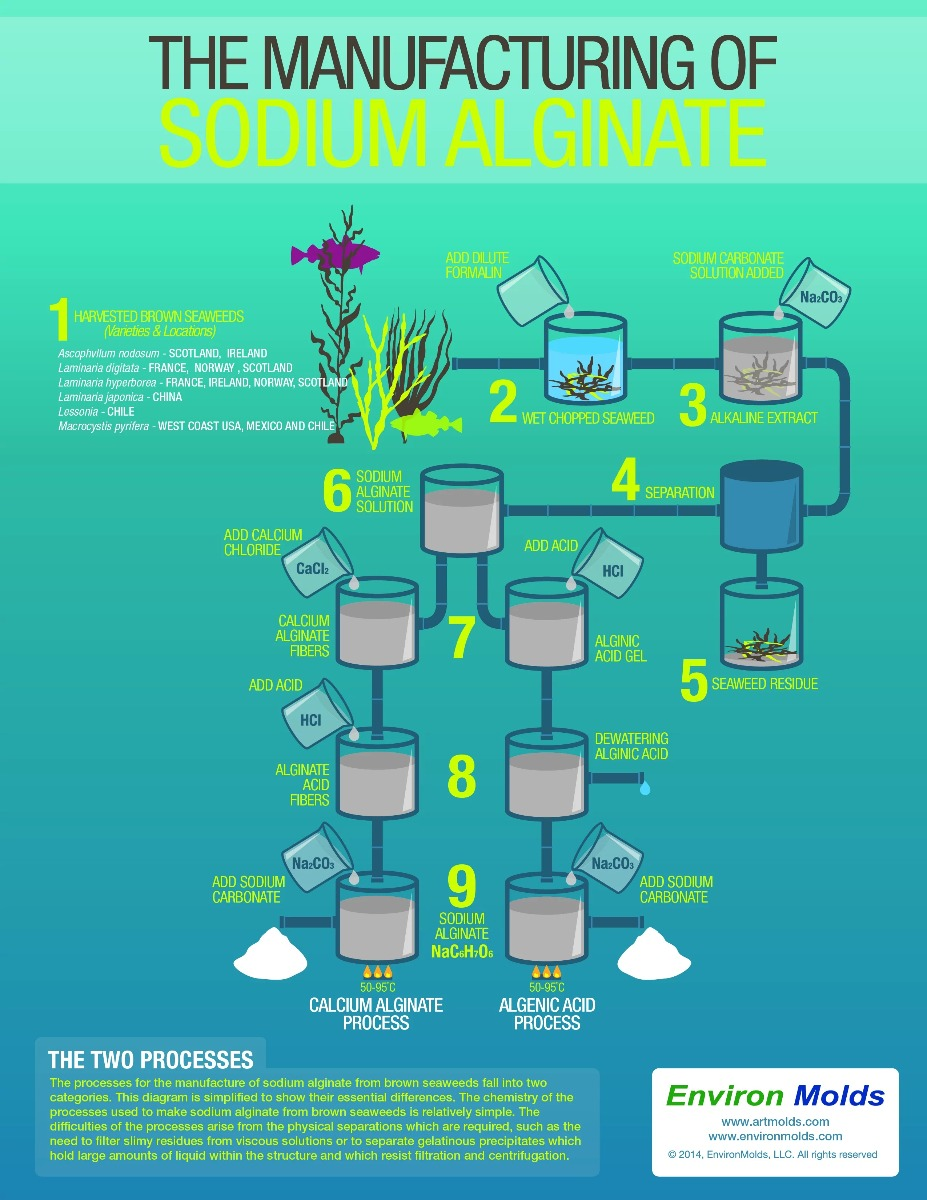 THE MANUFACTURING OF
SODIUM ALGINATE
1 HARVESTED BROWN SEAWEEDS
(Varieties & Locations)
Ascophvllum nodosum - SCOTLAND, IRELAND
Laminaria digitata - FRANCE, NORWAY , SCOTLAND
Laminaria hyperborea - FRANCE, IRELAND, NORWAY, SCOTLAND
Laminaria japonica - CHINA
Lessonia - CHILE
Macrocystis pyrifera - WEST COAST USA, MEXICO AND CHILE
ADD DILUTE
FORMALIN
2 WET CHOPPED SEAWEED
SODIUM CARBONATE
SOLUTION ADDED
Na₂CO₃
3 ALKALINE EXTRACT
4 SEPARATION
5 SEAWEED RESIDUE
6 SODIUM
ALGINATE
SOLUTION
ADD CALCIUM
CHLORIDE
CaCl₂
CALCIUM
ALGINATE
FIBERS
7
ADD ACID
HCl
ALGINIC
ACID GEL
ADD ACID
HCl
ALGINATE
ACID
FIBERS
8
DEWATERING
ALGINIC ACID
Na₂CO₃
ADD SODIUM
CARBONATE
9
SODIUM
ALGINATE
NaC₆H₇O₆
Na₂CO₃
ADD SODIUM
CARBONATE
50-95°C
CALCIUM ALGINATE
PROCESS
50-95°C
ALGENIC ACID
PROCESS
THE TWO PROCESSES
The processes for the manufacture of sodium alginate from brown seaweeds fall into two
categories. This diagram is simplified to show their essential differences. The chemistry of the
processes used to make sodium alginate from brown seaweeds is relatively simple. The
difficulties of the processes arise from the physical separations which are required, such as the
need to filter slimy residues from viscous solutions or to separate gelatinous precipitates which
hold large amounts of liquid within the structure and which resist filtration and centrifugation.
Environ Molds
www.artmolds.com
www.environmolds.com
© 2014, EnvironMolds, LLC. All rights reserved